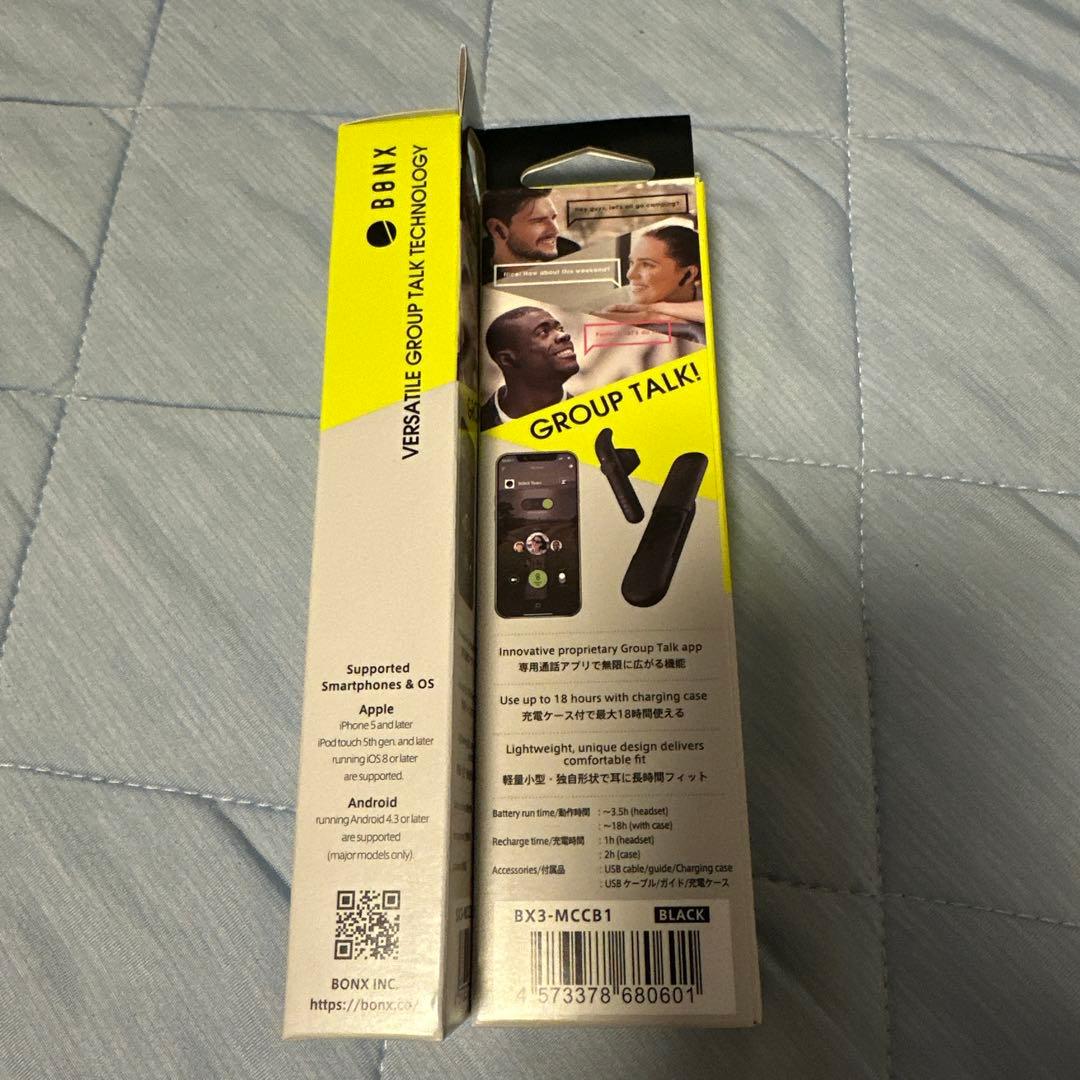 BONX
VERSATILE GROUP TALK TECHNOLOGY
Supported
Smartphones & OS
Apple
iPhone 5 and later
iPod touch 5th gen. and later
running iOS 8 or later
are supported.
Android
running Android 4.3 or later
are supported
(major models only).
BONX INC.
https://bonx.co/
Hey guys, let's all go camping?
Nice! How about this weekend?
GROUP TALK!
Innovative proprietary Group Talk app
専用通話アプリで無限に広がる機能
Use up to 18 hours with charging case
充電ケース付で最大18時間使える
Lightweight, unique design delivers
comfortable fit
軽量小型・独自形状で耳に長時間フィット
Battery run time/動作時間 : ～3.5h (headset)
: ～18h (with case)
Recharge time/充電時間 : 1h (headset)
: 2h (case)
Accessories/付属品 : USB cable/guide/Charging case
: USB ケーブル/ガイド/充電ケース
BX3-MCCB1 BLACK
4 573378 680601